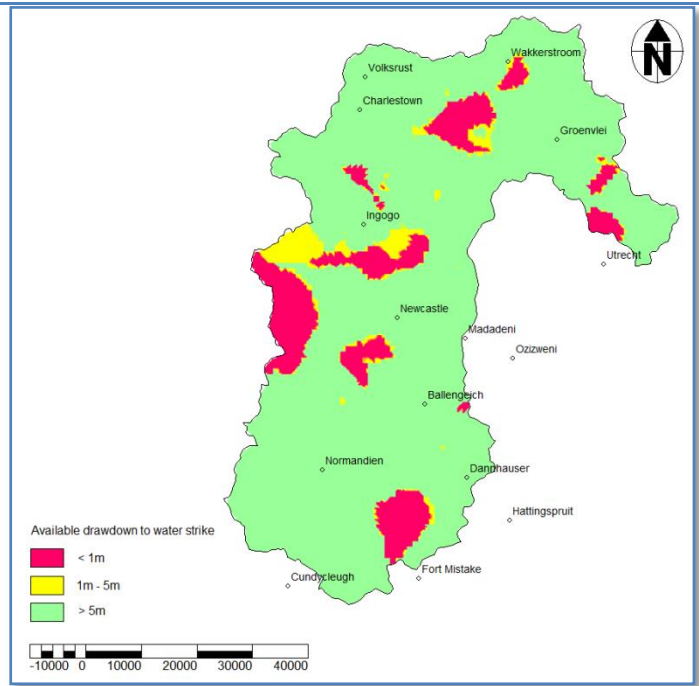 N
Wakkerstroom
Volksrust
Charlestown
Groenvlei
Ingogo
Utrecht
Newcastle
Madadeni
Ozizweni
Ballengeich
Normandien
Dannhauser
Hattingspruit
Fort Mistake
Cundycleugh
Available drawdown to water strike
< 1m
1m - 5m
> 5m
-10000 0 10000 20000 30000 40000